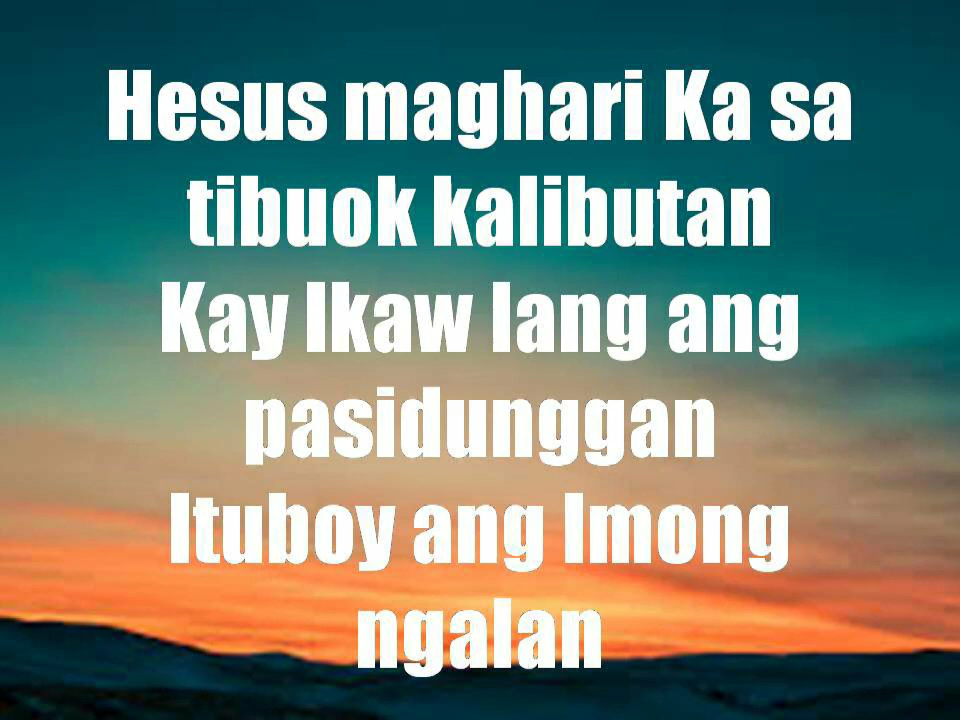 Hesus maghari Ka sa
tibuok kalibutan
Kay Ikaw lang ang
pasidunggan
Ituboy ang Imong
ngalan